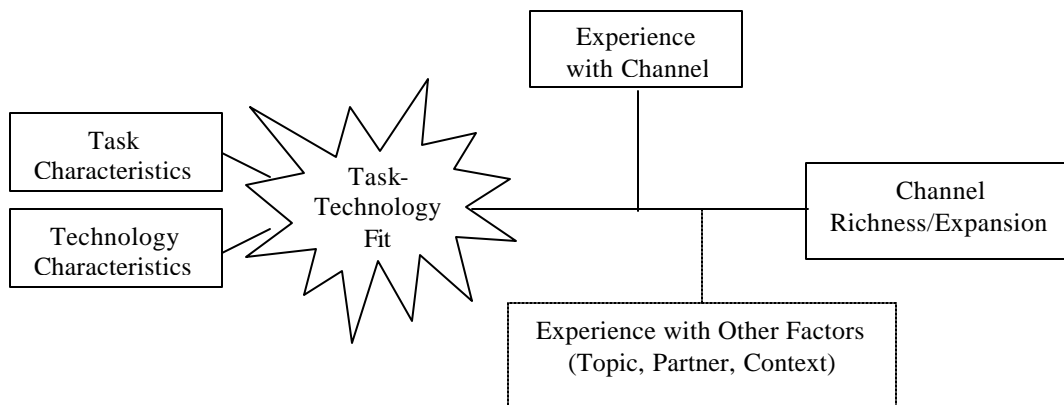 Experience
with Channel
Task
Characteristics
Task-
Technology
Fit
Technology
Characteristics
Channel
Richness/Expansion
Experience with Other Factors
(Topic, Partner, Context)